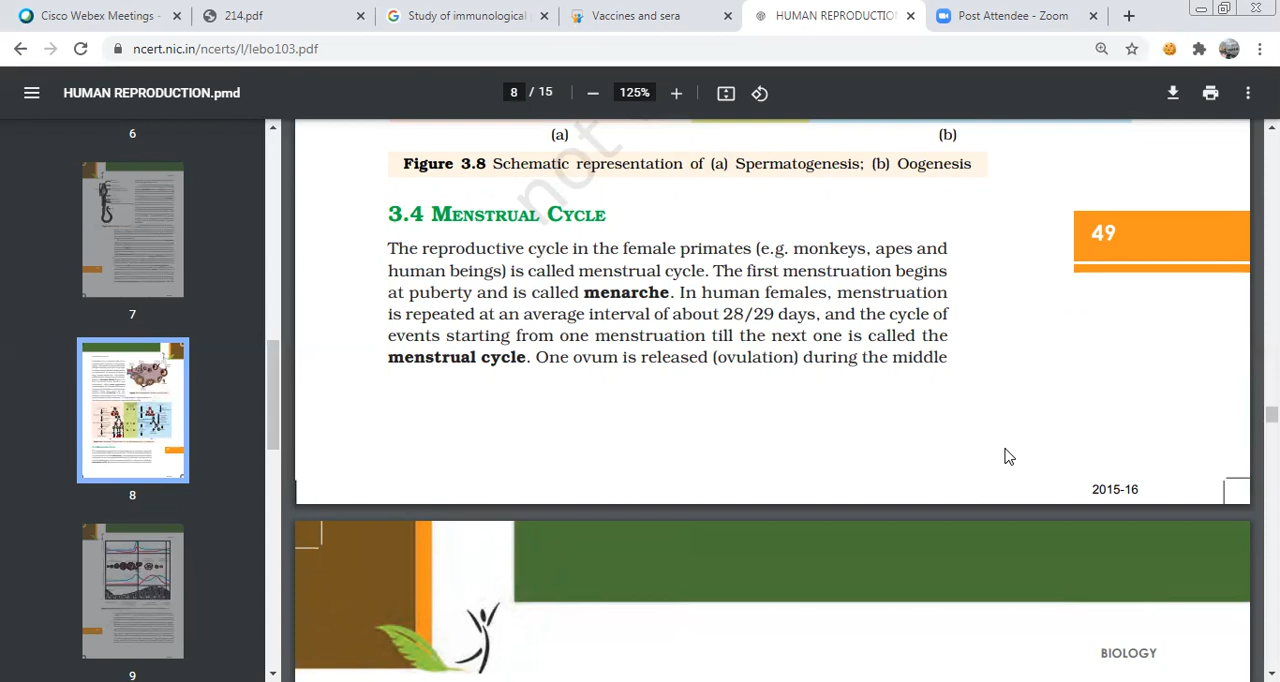 Cisco Webex Meetings -
214.pdf
Study of immunological
Vaccines and sera
HUMAN REPRODUCTIO
Post Attendee - Zoom
ncert.nic.in/ncerts/l/lebo103.pdf
HUMAN REPRODUCTION.pmd
8 / 15
125%
6
7
8
9
(a)
(b)
not
Figure 3.8 Schematic representation of (a) Spermatogenesis; (b) Oogenesis
3.4 MENSTRUAL CYCLE
49
The reproductive cycle in the female primates (e.g. monkeys, apes and
human beings) is called menstrual cycle. The first menstruation begins
at puberty and is called menarche. In human females, menstruation
is repeated at an average interval of about 28/29 days, and the cycle of
events starting from one menstruation till the next one is called the
menstrual cycle. One ovum is released (ovulation) during the middle
2015-16
BIOLOGY